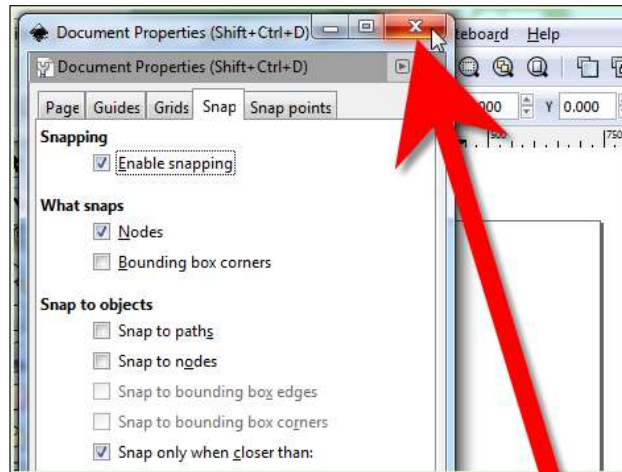 Document Properties (Shift+Ctrl+D)
Help
Document Properties (Shift+Ctrl+D)
Page Guides Grids Snap Snap points
Y 0.000
Snapping
Enable snapping
What snaps
Nodes
Bounding box corners
Snap to objects
Snap to paths
Snap to nodes
Snap to bounding box edges
Snap to bounding box corners
Snap only when closer than: